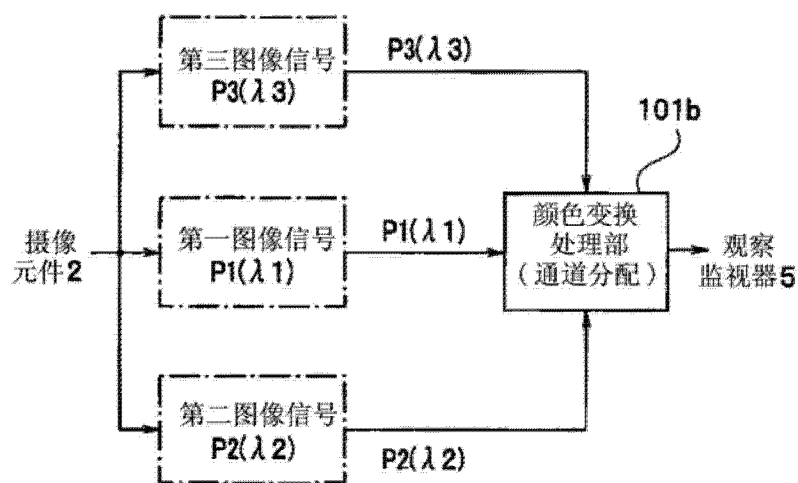 第三图像信号
P3(λ3)
P3(λ3)
101b
摄像
元件2
第一图像信号
P1(λ1)
P1(λ1)
颜色变换
处理部
（通道分配）
观察
监视器5
第二图像信号
P2(λ2)
P2(λ2)